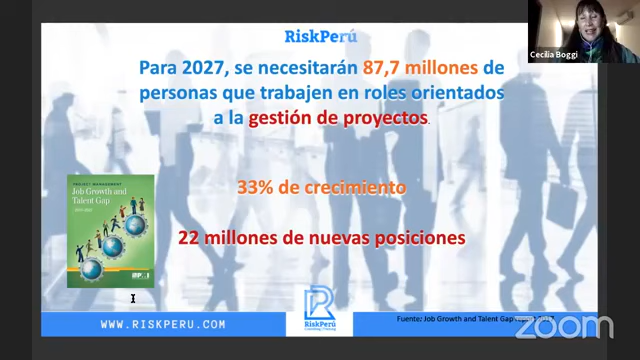 RiskPerú
Cecilia Boggi
Para 2027, se necesitarán 87,7 millones de
personas que trabajen en roles orientados
a la gestión de proyectos.
33% de crecimiento
PROJECT MANAGEMENT
Job Growth and
Talent Gap
22 millones de nuevas posiciones
RiskPerú
WWW.RISKPERU.COM
Fuente: Job Growth and Talent Gap
zoom